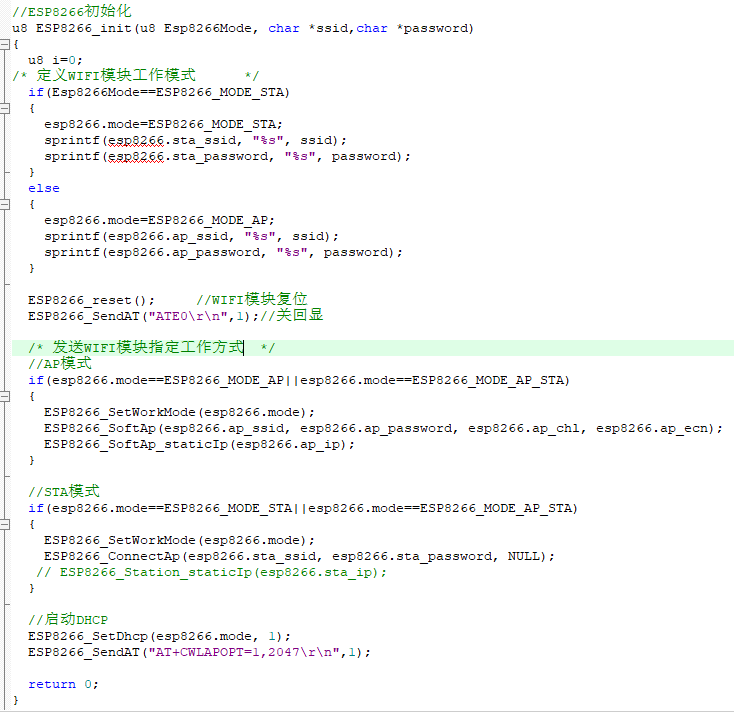 //ESP8266初始化
u8 ESP8266_init(u8 Esp8266Mode, char *ssid,char *password)
{
  u8 i=0;
/* 定义WIFI模块工作模式      */
  if(Esp8266Mode==ESP8266_MODE_STA)
  {
    esp8266.mode=ESP8266_MODE_STA;
    sprintf(esp8266.sta_ssid, "%s", ssid);
    sprintf(esp8266.sta_password, "%s", password);
  }
  else
  {
    esp8266.mode=ESP8266_MODE_AP;
    sprintf(esp8266.ap_ssid, "%s", ssid);
    sprintf(esp8266.ap_password, "%s", password);
  }
  ESP8266_reset();     //WIFI模块复位
  ESP8266_SendAT("ATE0\r\n",1);//关回显
  /* 发送WIFI模块指定工作方式  */
  //AP模式
  if(esp8266.mode==ESP8266_MODE_AP||esp8266.mode==ESP8266_MODE_AP_STA)
  {
    ESP8266_SetWorkMode(esp8266.mode);
    ESP8266_SoftAp(esp8266.ap_ssid, esp8266.ap_password, esp8266.ap_chl, esp8266.ap_ecn);
    ESP8266_SoftAp_staticIp(esp8266.ap_ip);
  }
  //STA模式
  if(esp8266.mode==ESP8266_MODE_STA||esp8266.mode==ESP8266_MODE_AP_STA)
  {
    ESP8266_SetWorkMode(esp8266.mode);
    ESP8266_ConnectAp(esp8266.sta_ssid, esp8266.sta_password, NULL);
   // ESP8266_Station_staticIp(esp8266.sta_ip);
  }
  //启动DHCP
  ESP8266_SetDhcp(esp8266.mode, 1);
  ESP8266_SendAT("AT+CWLAPOPT=1,2047\r\n",1);
  return 0;
}